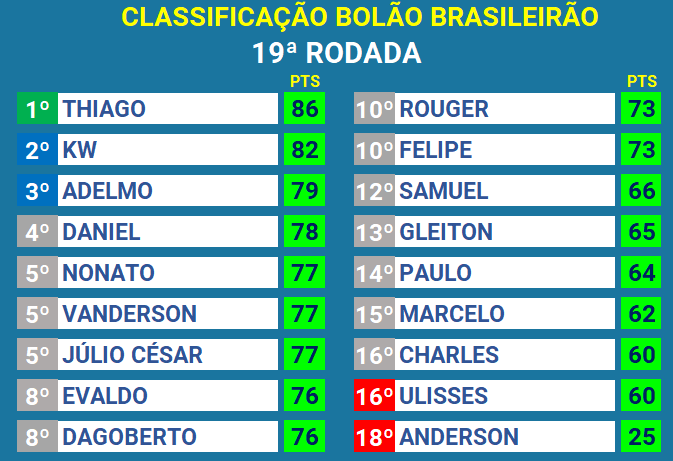 CLASSIFICAÇÃO BOLÃO BRASILEIRÃO
19ª RODADA
PTS
1º THIAGO 86
2º KW 82
3º ADELMO 79
4º DANIEL 78
5º NONATO 77
5º VANDERSON 77
5º JÚLIO CÉSAR 77
8º EVALDO 76
8º DAGOBERTO 76
PTS
10º ROUGER 73
10º FELIPE 73
12º SAMUEL 66
13º GLEITON 65
14º PAULO 64
15º MARCELO 62
16º CHARLES 60
16º ULISSES 60
18º ANDERSON 25